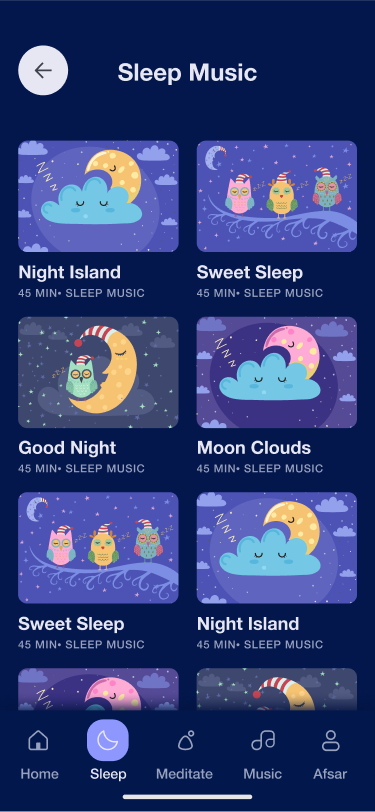 Sleep Music
Z Z Z Z
Night Island
45 MIN• SLEEP MUSIC
Sweet Sleep
45 MIN• SLEEP MUSIC
Good Night
45 MIN• SLEEP MUSIC
Z Z Z
Moon Clouds
45 MIN• SLEEP MUSIC
Sweet Sleep
45 MIN• SLEEP MUSIC
Z Z Z
Night Island
45 MIN• SLEEP MUSIC
Home
Sleep
Meditate
Music
Afsar